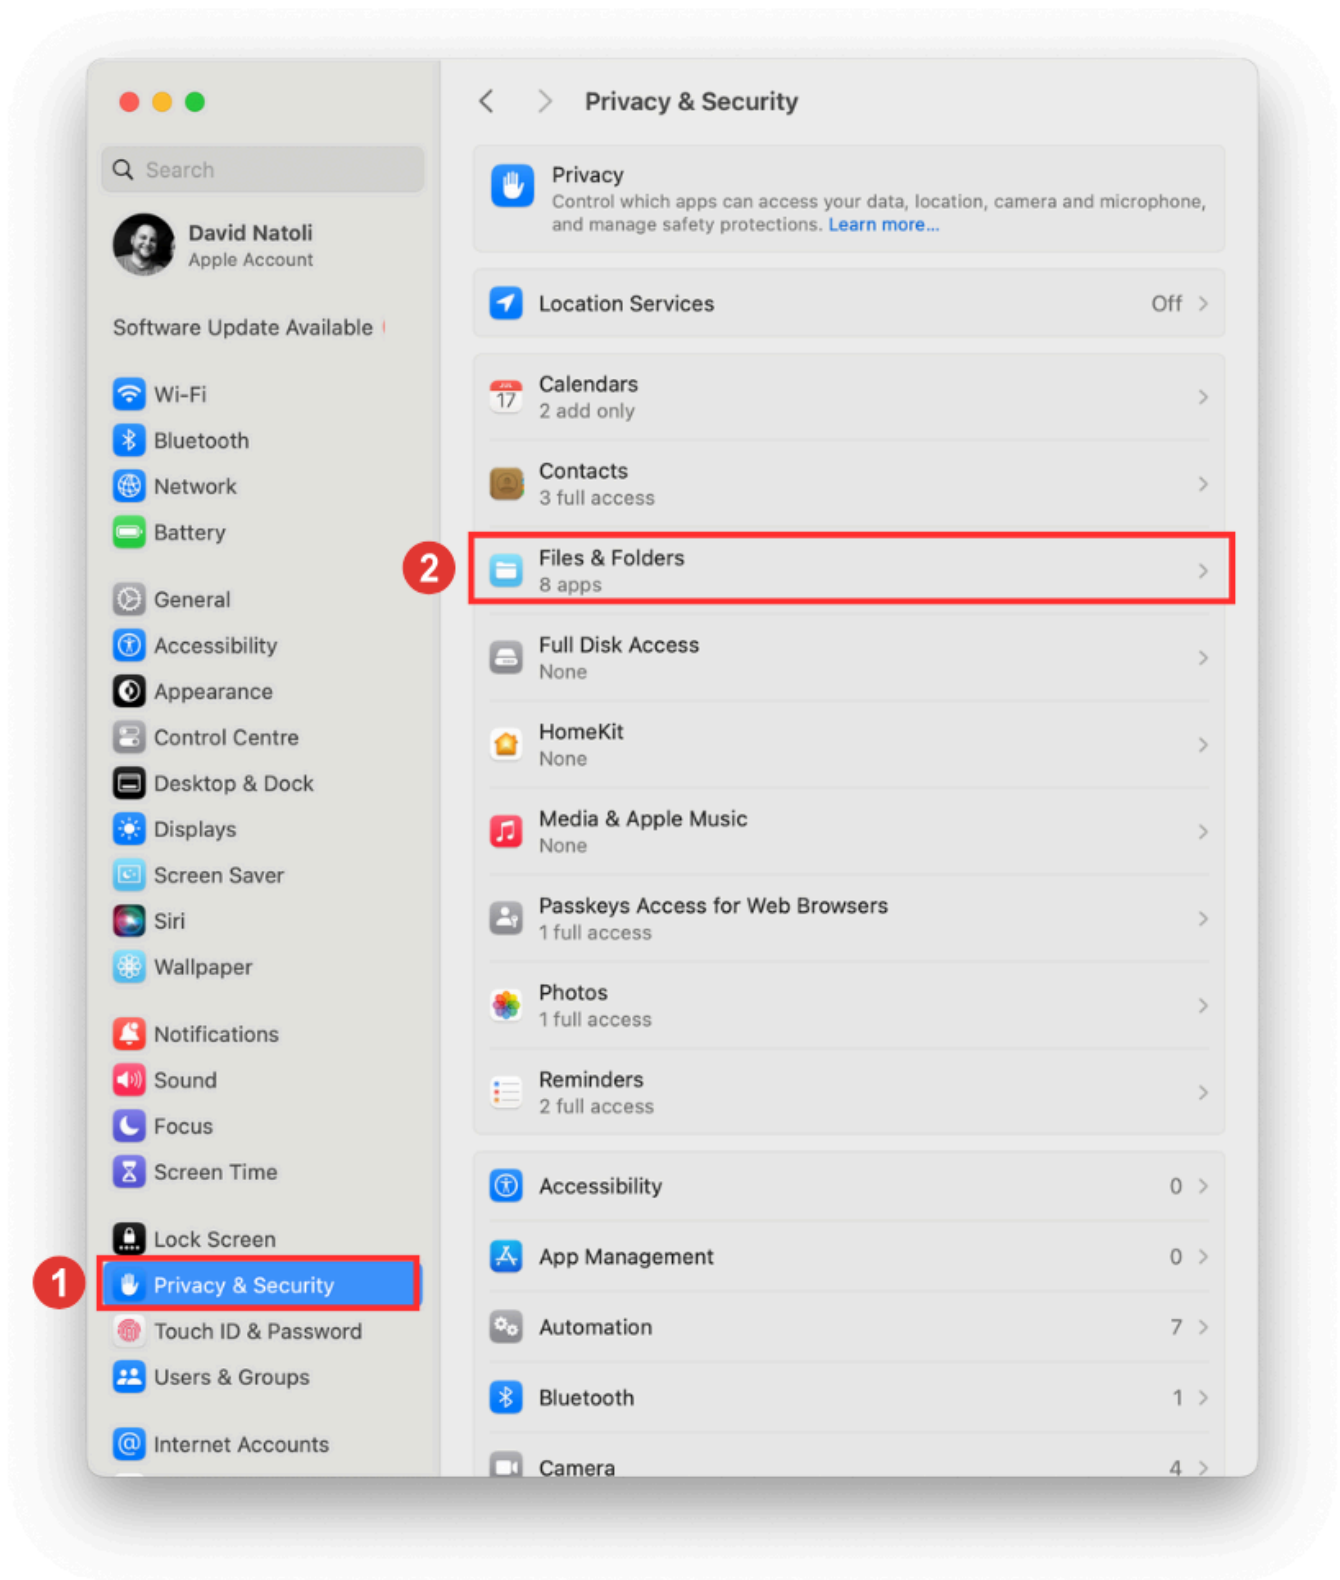 Privacy & Security
Search
David Natoli
Apple Account
Software Update Available
Wi-Fi
Bluetooth
Network
Battery
General
Accessibility
Appearance
Control Centre
Desktop & Dock
Displays
Screen Saver
Siri
Wallpaper
Notifications
Sound
Focus
Screen Time
Lock Screen
1
Privacy & Security
Touch ID & Password
Users & Groups
Internet Accounts
Privacy
Control which apps can access your data, location, camera and microphone,
and manage safety protections. Learn more...
Location Services Off
JUL
17
Calendars
2 add only
Contacts
3 full access
2
Files & Folders
8 apps
Full Disk Access
None
HomeKit
None
Media & Apple Music
None
Passkeys Access for Web Browsers
1 full access
Photos
1 full access
Reminders
2 full access
Accessibility 0
App Management 0
Automation 7
Bluetooth 1
Camera 4